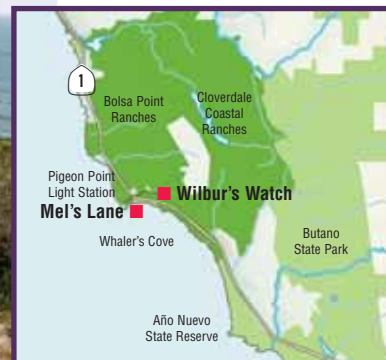 1
Bolsa Point
Ranches
Cloverdale
Coastal
Ranches
Pigeon Point
Light Station
Wilbur's Watch
Mel's Lane
Whaler's Cove
Butano
State Park
Año Nuevo
State Reserve